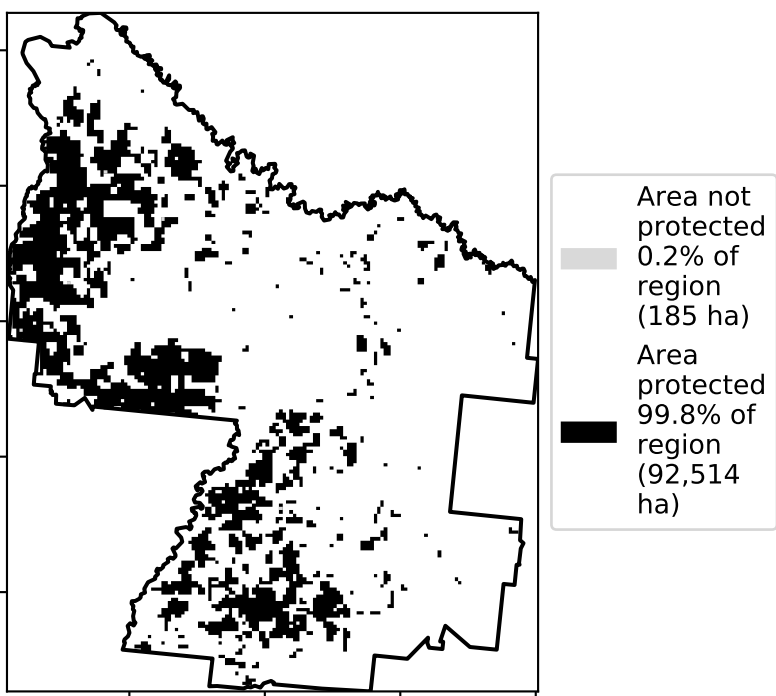 Area not
protected
0.2% of
region
(185 ha)
Area
protected
99.8% of
region
(92,514
ha)